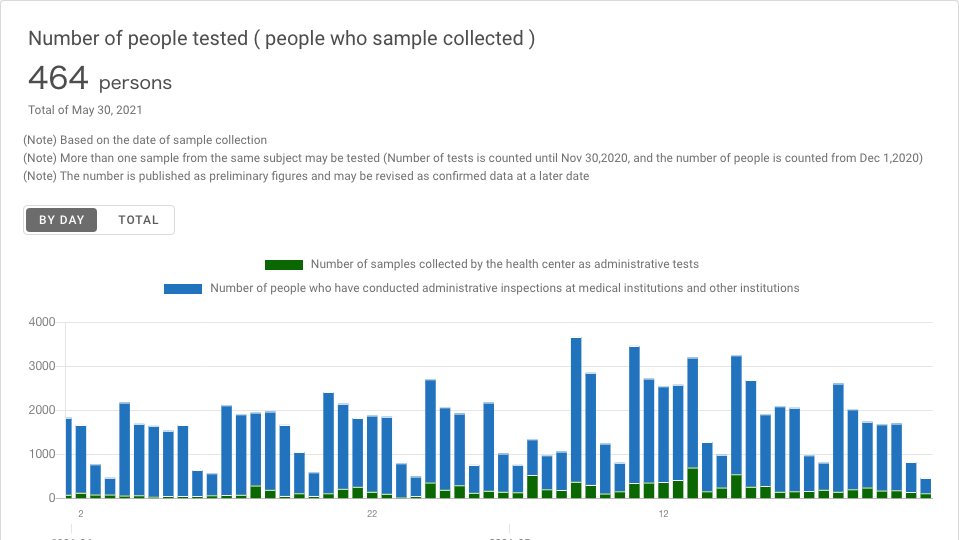 Number of people tested ( people who sample collected )
464 persons
Total of May 30, 2021
(Note) Based on the date of sample collection
(Note) More than one sample from the same subject may be tested (Number of tests is counted until Nov 30,2020, and the number of people is counted from Dec 1,2020)
(Note) The number is published as preliminary figures and may be revised as confirmed data at a later date
BY DAY TOTAL
Number of samples collected by the health center as administrative tests
Number of people who have conducted administrative inspections at medical institutions and other institutions
4000
3000
2000
1000
0
2 22 12